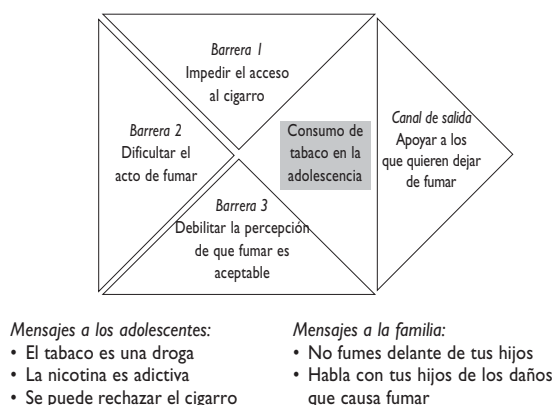 Barrera 1
Impedir el acceso
al cigarro
Barrera 2
Dificultar el
acto de fumar
Consumo de
tabaco en la
adolescencia
Canal de salida
Apoyar a los
que quieren dejar
de fumar
Barrera 3
Debilitar la percepción
de que fumar es
aceptable
Mensajes a los adolescentes:
• El tabaco es una droga
• La nicotina es adictiva
• Se puede rechazar el cigarro
Mensajes a la familia:
• No fumes delante de tus hijos
• Habla con tus hijos de los daños
que causa fumar